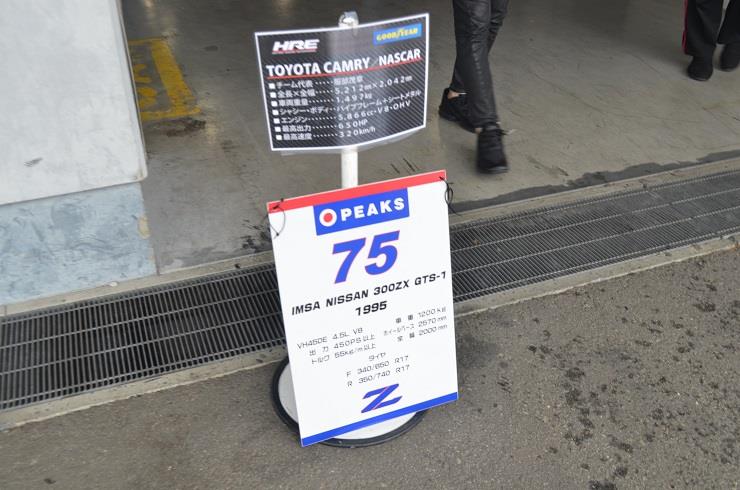 HRE
GOODYEAR
TOYOTA CAMRY / NASCAR
■チーム代表・・・・・・服部茂章
■全長×全幅・・・・・・5,212㎜×2,042㎜
■車両重量・・・・・・1,497㎏
■シャシー・ボディ・パイプフレーム+シートメタル
■エンジン・・・・・・5,866cc・V8・OHV
■最高出力・・・・・・650HP
■最高速度・・・・・・320km/h
PEAKS
75
IMSA NISSAN 300ZX GTS-1
1995
VH45DE 4.5L V8
出 力 450PS以上
トルク 55kg/m以上
車 重 1200kg
ホイールベース 2570mm
全 幅 2000mm
タイヤ
F 340/650 R17
R 350/740 R17
Z